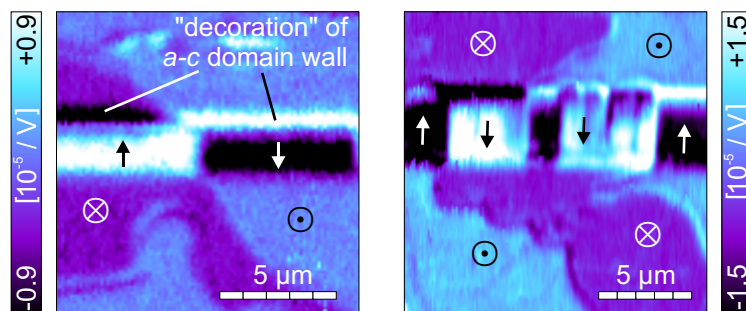 +0.9
[10⁻⁵ / V]
-0.9
"decoration" of
a-c domain wall
5 µm
5 µm
+1.5
[10⁻⁵ / V]
-1.5